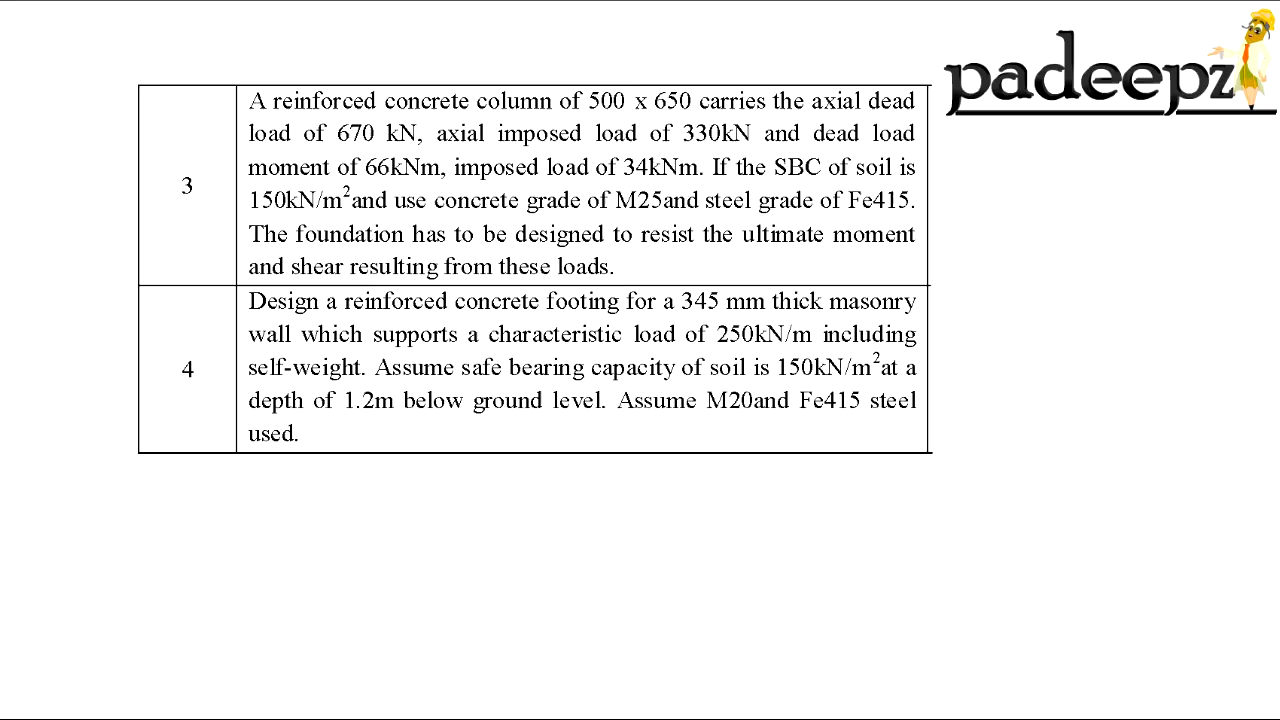 padeepz
3
A reinforced concrete column of 500 x 650 carries the axial dead
load of 670 kN, axial imposed load of 330kN and dead load
moment of 66kNm, imposed load of 34kNm. If the SBC of soil is
150kN/m²and use concrete grade of M25and steel grade of Fe415.
The foundation has to be designed to resist the ultimate moment
and shear resulting from these loads.
4
Design a reinforced concrete footing for a 345 mm thick masonry
wall which supports a characteristic load of 250kN/m including
self-weight. Assume safe bearing capacity of soil is 150kN/m²at a
depth of 1.2m below ground level. Assume M20and Fe415 steel
used.